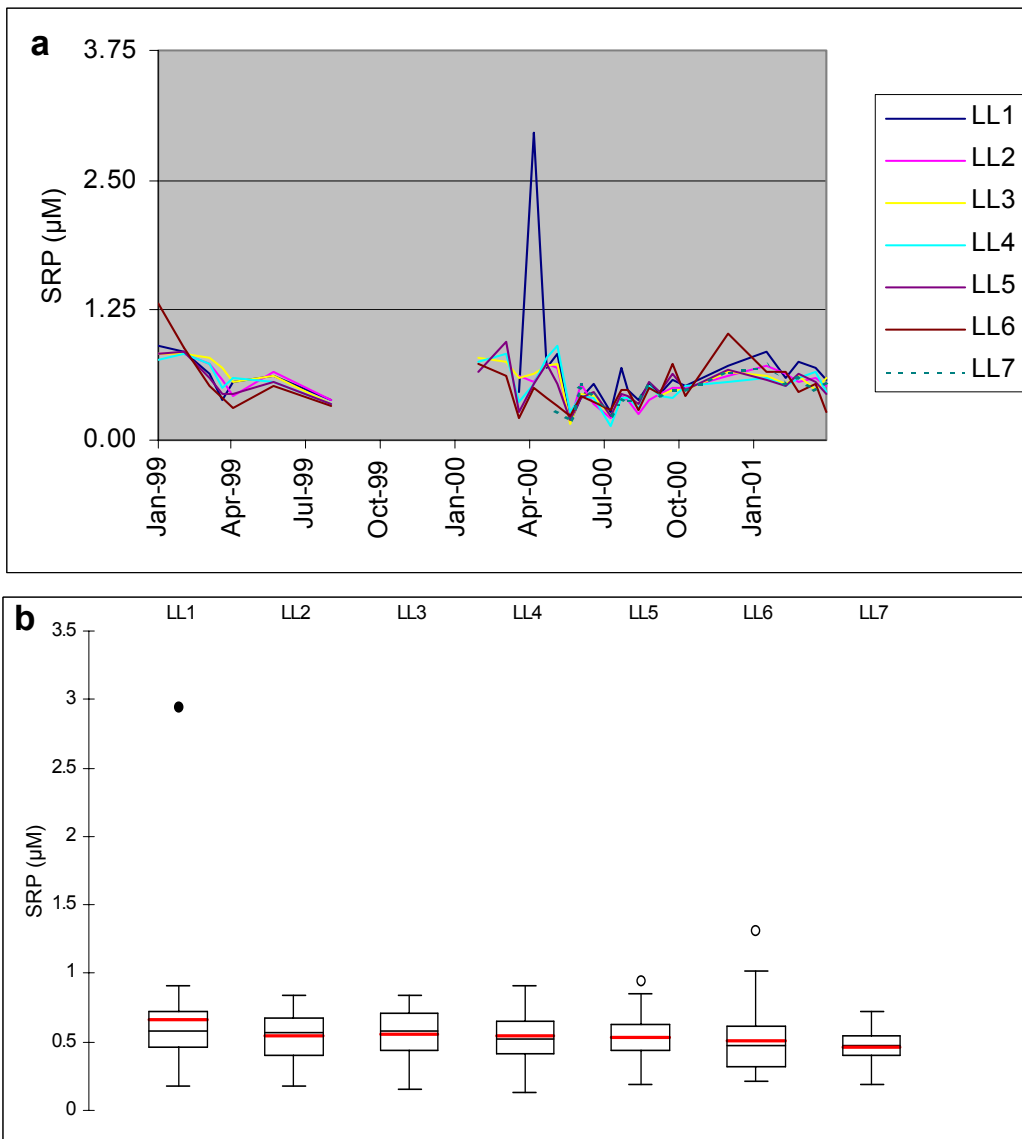 a
3.75
2.50
1.25
0.00
SRP (µM)
Jan-99
Apr-99
Jul-99
Oct-99
Jan-00
Apr-00
Jul-00
Oct-00
Jan-01
LL1
LL2
LL3
LL4
LL5
LL6
LL7
b
LL1 LL2 LL3 LL4 LL5 LL6 LL7
3.5
3
2.5
2
1.5
1
0.5
0
SRP (µM)